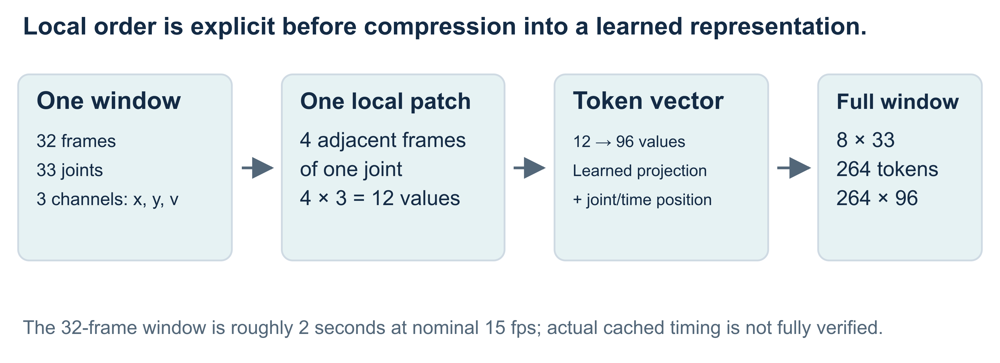 Local order is explicit before compression into a learned representation.
One window
32 frames
33 joints
3 channels: x, y, v
One local patch
4 adjacent frames
of one joint
4 × 3 = 12 values
Token vector
12 → 96 values
Learned projection
+ joint/time position
Full window
8 × 33
264 tokens
264 × 96
The 32-frame window is roughly 2 seconds at nominal 15 fps; actual cached timing is not fully verified.